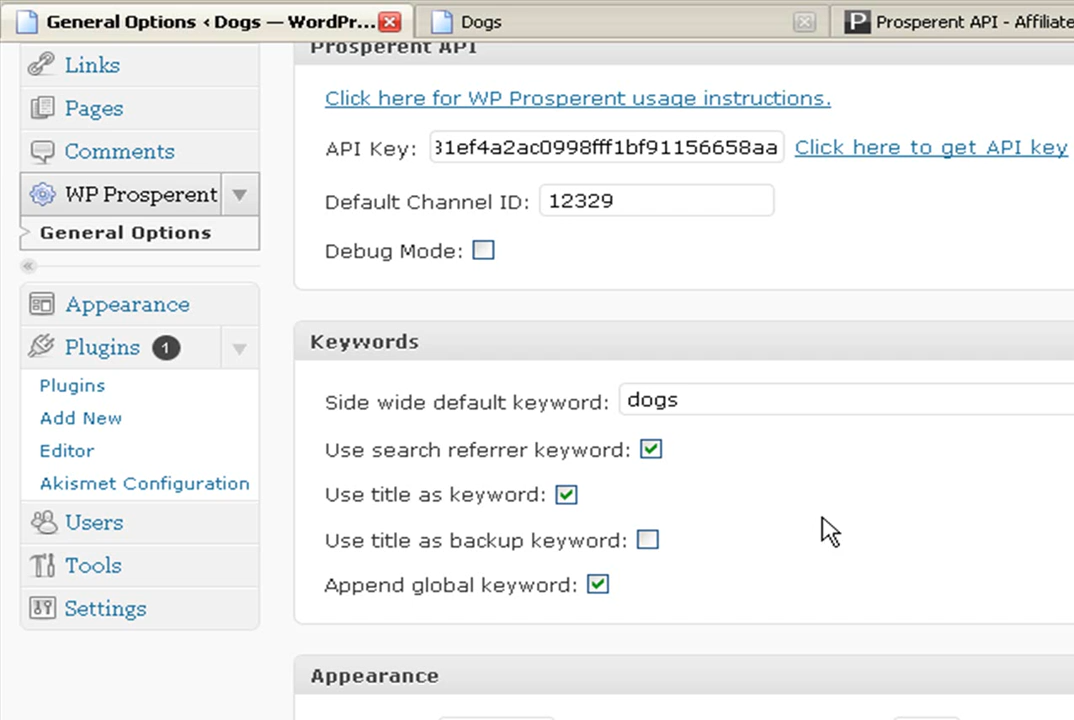 General Options ‹ Dogs — WordPr...
Dogs
Prosperent API - Affiliate
Links
Pages
Comments
WP Prosperent
General Options
Appearance
Plugins 1
Plugins
Add New
Editor
Akismet Configuration
Users
Tools
Settings
Prosperent API
Click here for WP Prosperent usage instructions.
API Key: 31ef4a2ac0998fff1bf91156658aa Click here to get API key
Default Channel ID: 12329
Debug Mode:
Keywords
Side wide default keyword: dogs
Use search referrer keyword:
Use title as keyword:
Use title as backup keyword:
Append global keyword:
Appearance